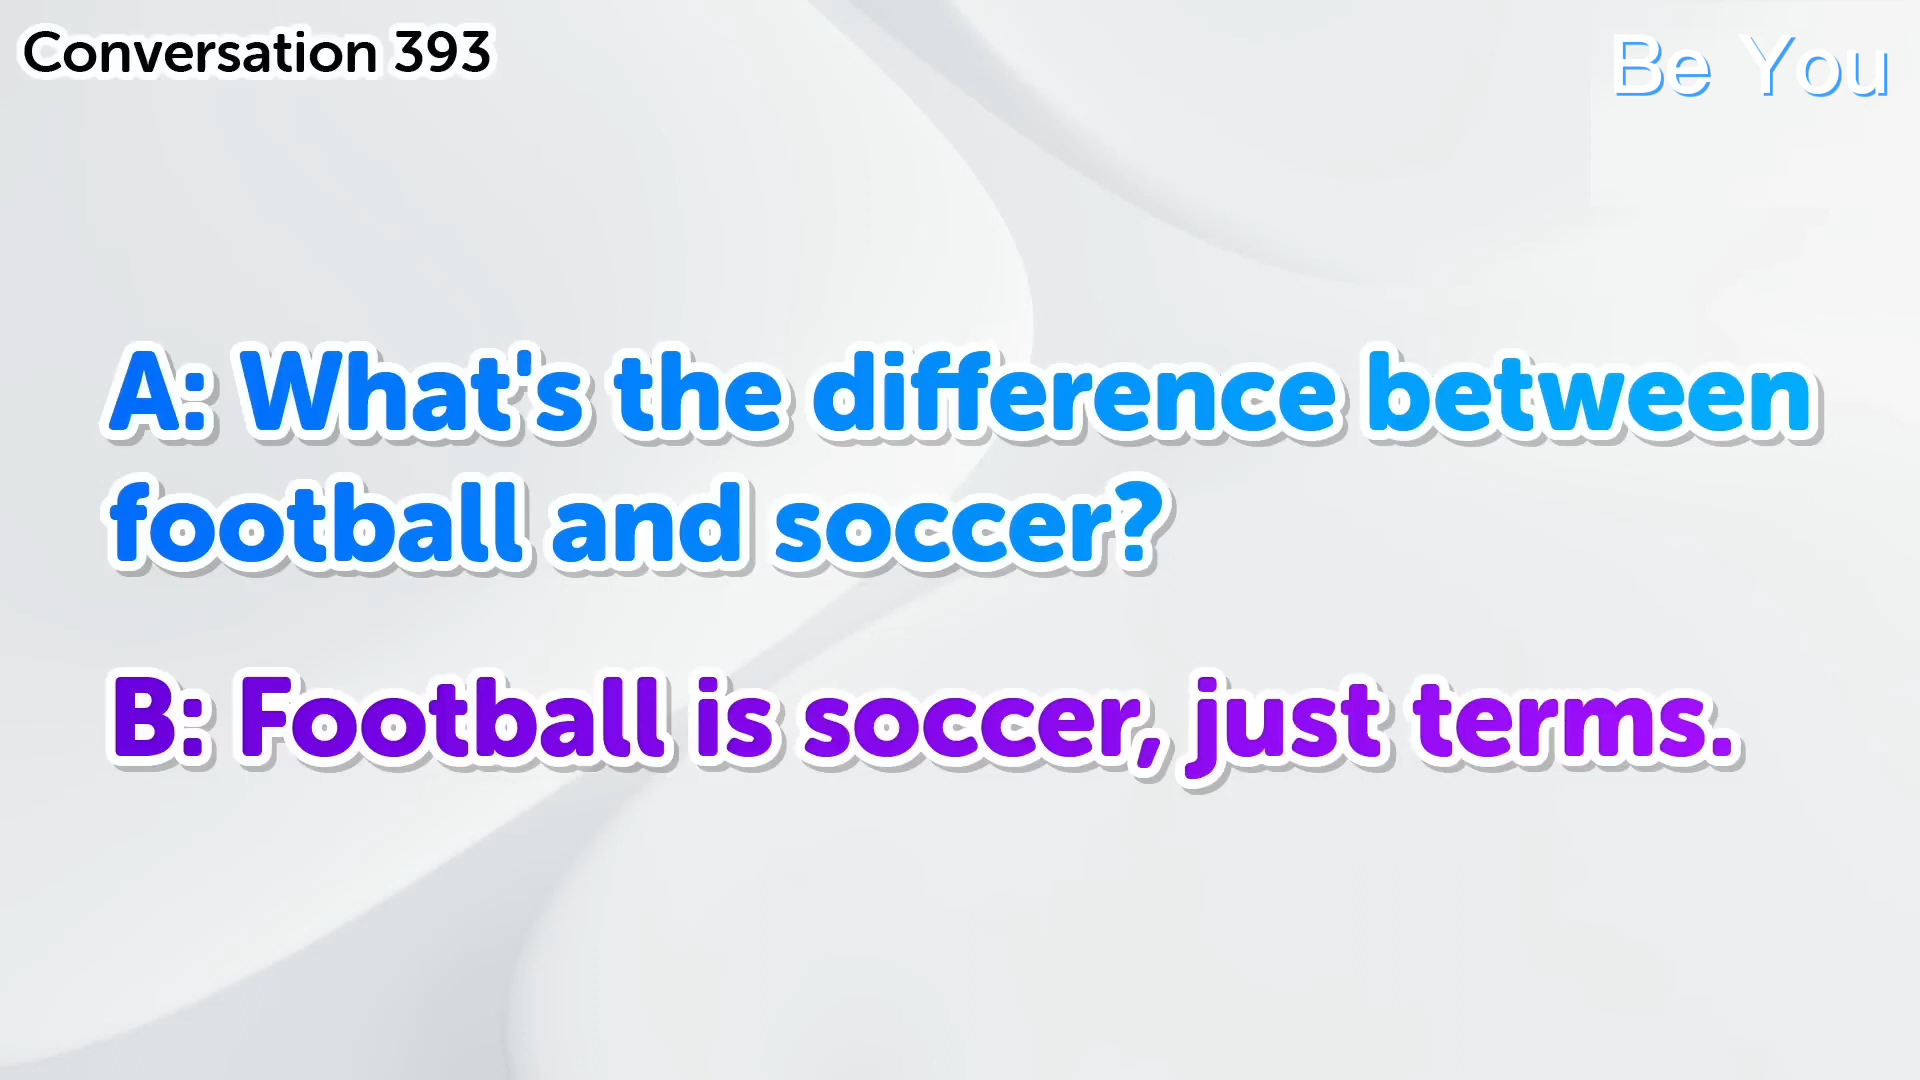 Conversation 393
Be You
A: What's the difference between
football and soccer?
B: Football is soccer, just terms.